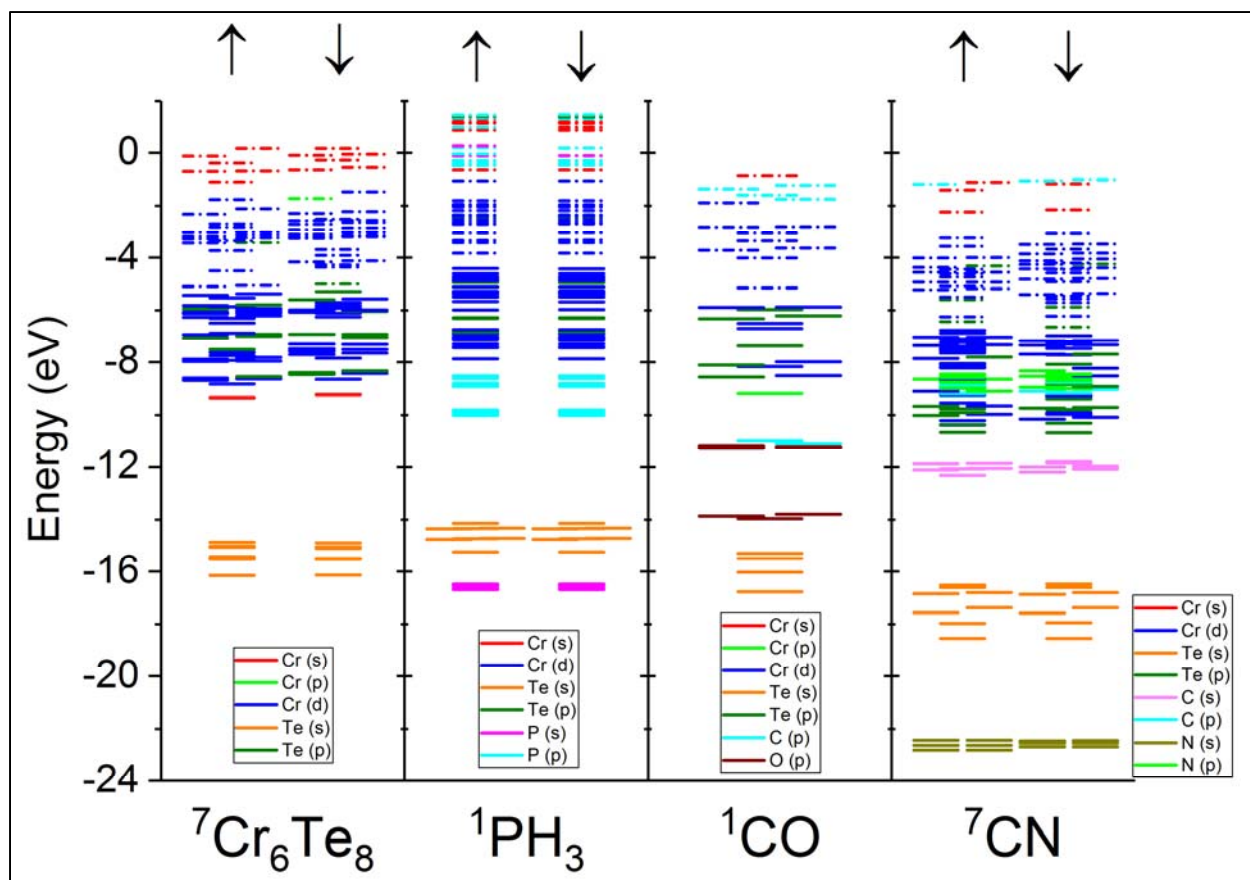 ↑ ↓ ↑ ↓ ↑ ↓
Energy (eV)
0
-4
-8
-12
-16
-20
-24
Cr (s)
Cr (p)
Cr (d)
Te (s)
Te (p)
Cr (s)
Cr (d)
Te (s)
Te (p)
P (s)
P (p)
Cr (s)
Cr (p)
Cr (d)
Te (s)
Te (p)
C (p)
O (p)
Cr (s)
Cr (d)
Te (s)
Te (p)
C (s)
C (p)
N (s)
N (p)
⁷Cr₆Te₈ ¹PH₃ ¹CO ⁷CN